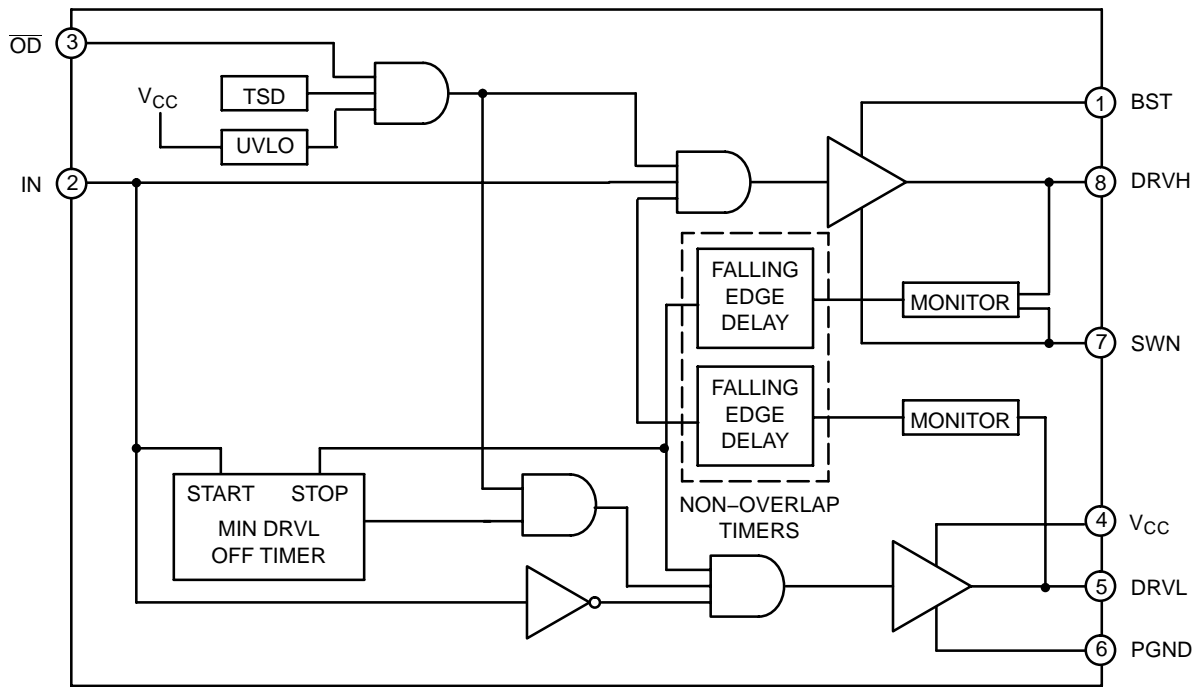 OD 3
TSD
VCC
UVLO
1 BST
IN 2
8 DRVH
FALLING
EDGE
DELAY
MONITOR
7 SWN
FALLING
EDGE
DELAY
MONITOR
START STOP
MIN DRVL
OFF TIMER
NON–OVERLAP
TIMERS
4 VCC
5 DRVL
6 PGND